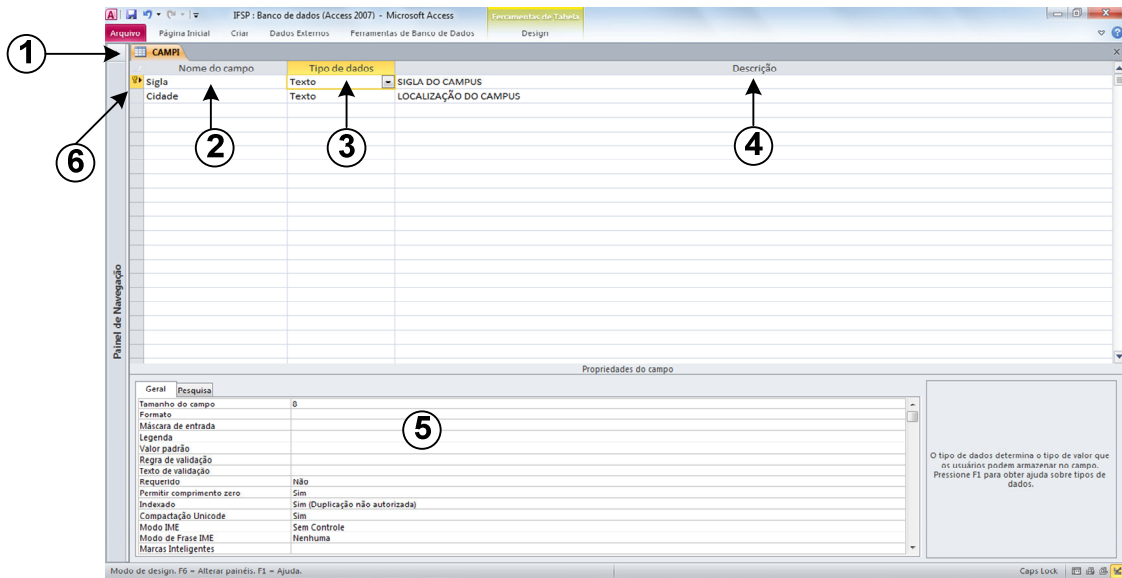 IFSP : Banco de dados (Access 2007) - Microsoft Access
Ferramentas de Tabela
Arquivo Página Inicial Criar Dados Externos Ferramentas de Banco de Dados Design
1
CAMPI
Nome do campo Tipo de dados Descrição
Sigla Texto SIGLA DO CAMPUS
Cidade Texto LOCALIZAÇÃO DO CAMPUS
2
3
4
6
Painel de Navegação
Propriedades do campo
Geral Pesquisa
Tamanho do campo 8
Formato
Máscara de entrada
5
Legenda
Valor padrão
Regra de validação
Texto de validação
Requerido Não
Permitir comprimento zero Sim
Indexado Sim (Duplicação não autorizada)
Compactação Unicode Sim
Modo IME Sem Controle
Modo de Frase IME Nenhuma
Marcas Inteligentes
O tipo de dados determina o tipo de valor que
os usuários podem armazenar no campo.
Pressione F1 para obter ajuda sobre tipos de
dados.
Modo de design. F6 = Alterar painéis. F1 = Ajuda.
Caps Lock